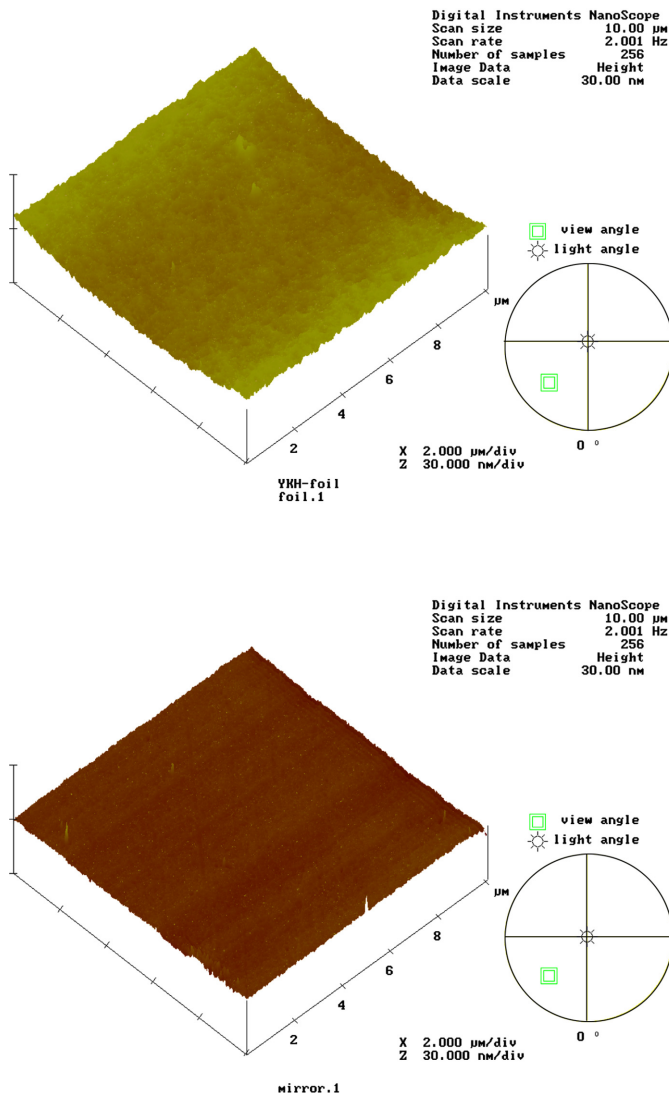 Digital Instruments NanoScope
Scan size 10.00 µm
Scan rate 2.001 Hz
Number of samples 256
Image Data Height
Data scale 30.00 nm
view angle
light angle
µm
8
6
4
2
0 °
X 2.000 µm/div
Z 30.000 nm/div
YKH-foil
foil.1
Digital Instruments NanoScope
Scan size 10.00 µm
Scan rate 2.001 Hz
Number of samples 256
Image Data Height
Data scale 30.00 nm
view angle
light angle
µm
8
6
4
2
0 °
X 2.000 µm/div
Z 30.000 nm/div
mirror.1